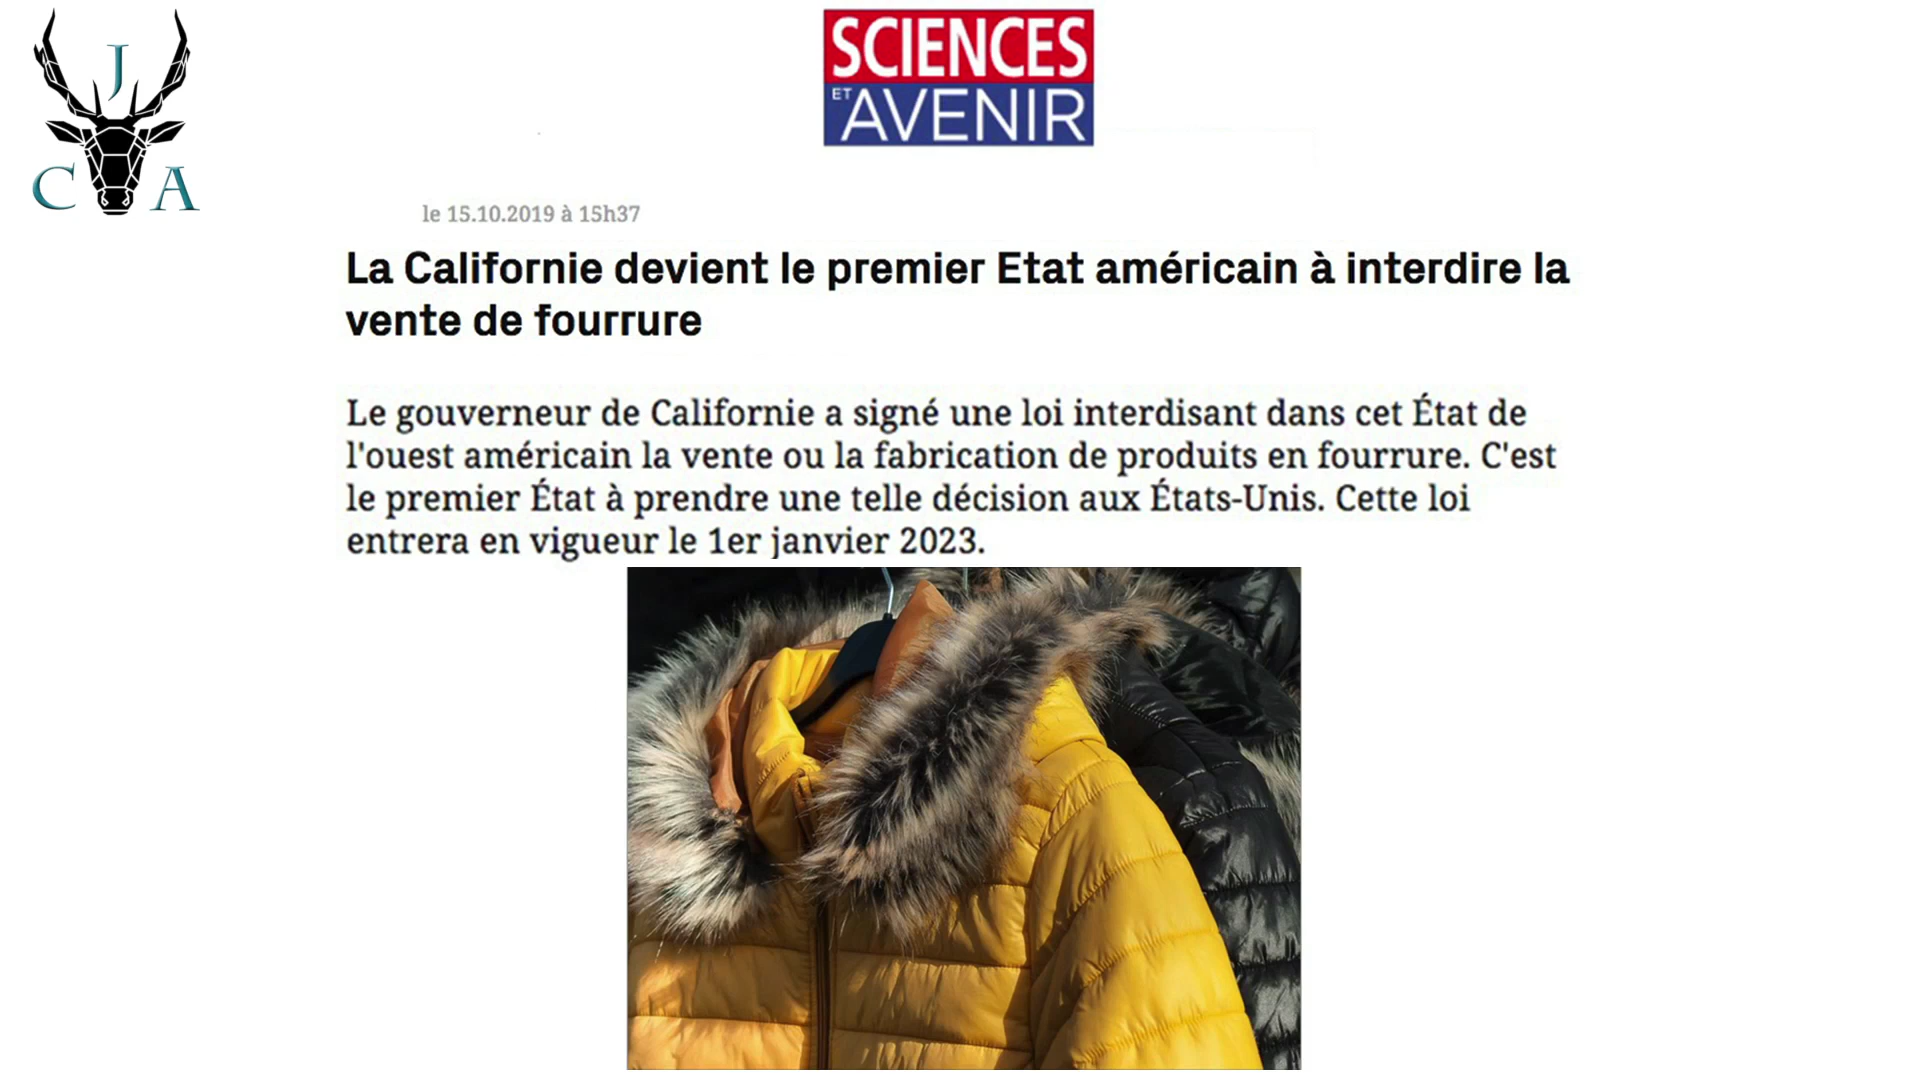 J
C A
SCIENCES
ET AVENIR
le 15.10.2019 à 15h37
La Californie devient le premier Etat américain à interdire la
vente de fourrure
Le gouverneur de Californie a signé une loi interdisant dans cet État de
l'ouest américain la vente ou la fabrication de produits en fourrure. C'est
le premier État à prendre une telle décision aux États-Unis. Cette loi
entrera en vigueur le 1er janvier 2023.